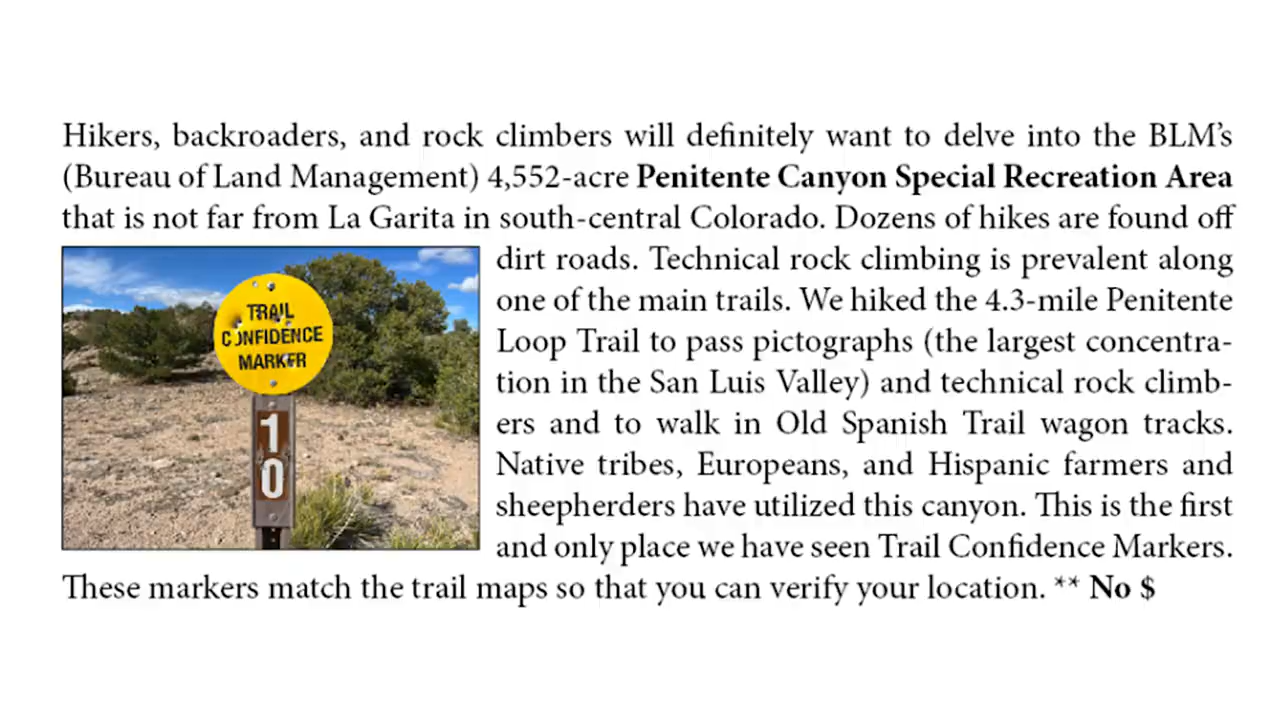 Hikers, backroaders, and rock climbers will definitely want to delve into the BLM’s
(Bureau of Land Management) 4,552-acre Penitente Canyon Special Recreation Area
that is not far from La Garita in south-central Colorado. Dozens of hikes are found off
dirt roads. Technical rock climbing is prevalent along
one of the main trails. We hiked the 4.3-mile Penitente
Loop Trail to pass pictographs (the largest concentra-
tion in the San Luis Valley) and technical rock climb-
ers and to walk in Old Spanish Trail wagon tracks.
Native tribes, Europeans, and Hispanic farmers and
sheepherders have utilized this canyon. This is the first
and only place we have seen Trail Confidence Markers.
These markers match the trail maps so that you can verify your location. ** No $
TRAIL
CONFIDENCE
MARKER
1
0